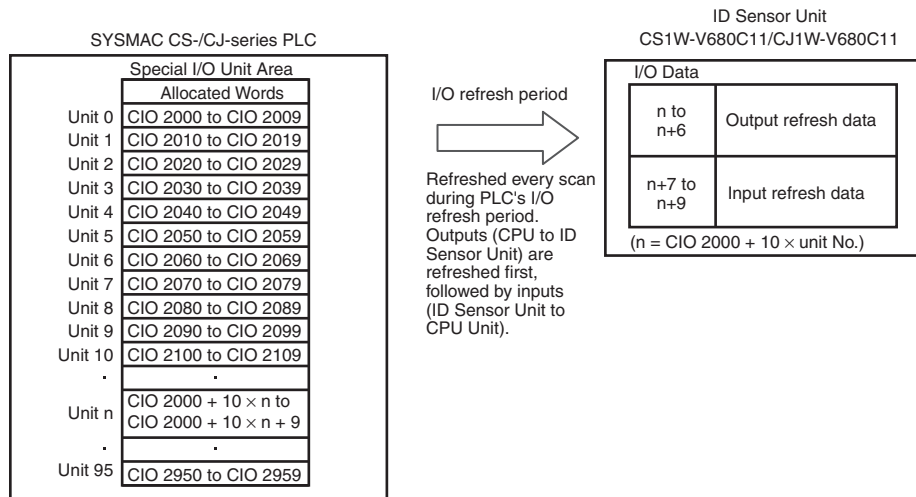 SYSMAC CS-/CJ-series PLC
Special I/O Unit Area
Allocated Words
Unit 0 CIO 2000 to CIO 2009
Unit 1 CIO 2010 to CIO 2019
Unit 2 CIO 2020 to CIO 2029
Unit 3 CIO 2030 to CIO 2039
Unit 4 CIO 2040 to CIO 2049
Unit 5 CIO 2050 to CIO 2059
Unit 6 CIO 2060 to CIO 2069
Unit 7 CIO 2070 to CIO 2079
Unit 8 CIO 2080 to CIO 2089
Unit 9 CIO 2090 to CIO 2099
Unit 10 CIO 2100 to CIO 2109
. .
Unit n CIO 2000 + 10 × n to
CIO 2000 + 10 × n + 9
. .
Unit 95 CIO 2950 to CIO 2959
I/O refresh period
Refreshed every scan
during PLC's I/O
refresh period.
Outputs (CPU to ID
Sensor Unit) are
refreshed first,
followed by inputs
(ID Sensor Unit to
CPU Unit).
ID Sensor Unit
CS1W-V680C11/CJ1W-V680C11
I/O Data
n to
n+6
Output refresh data
n+7 to
n+9
Input refresh data
(n = CIO 2000 + 10 × unit No.)